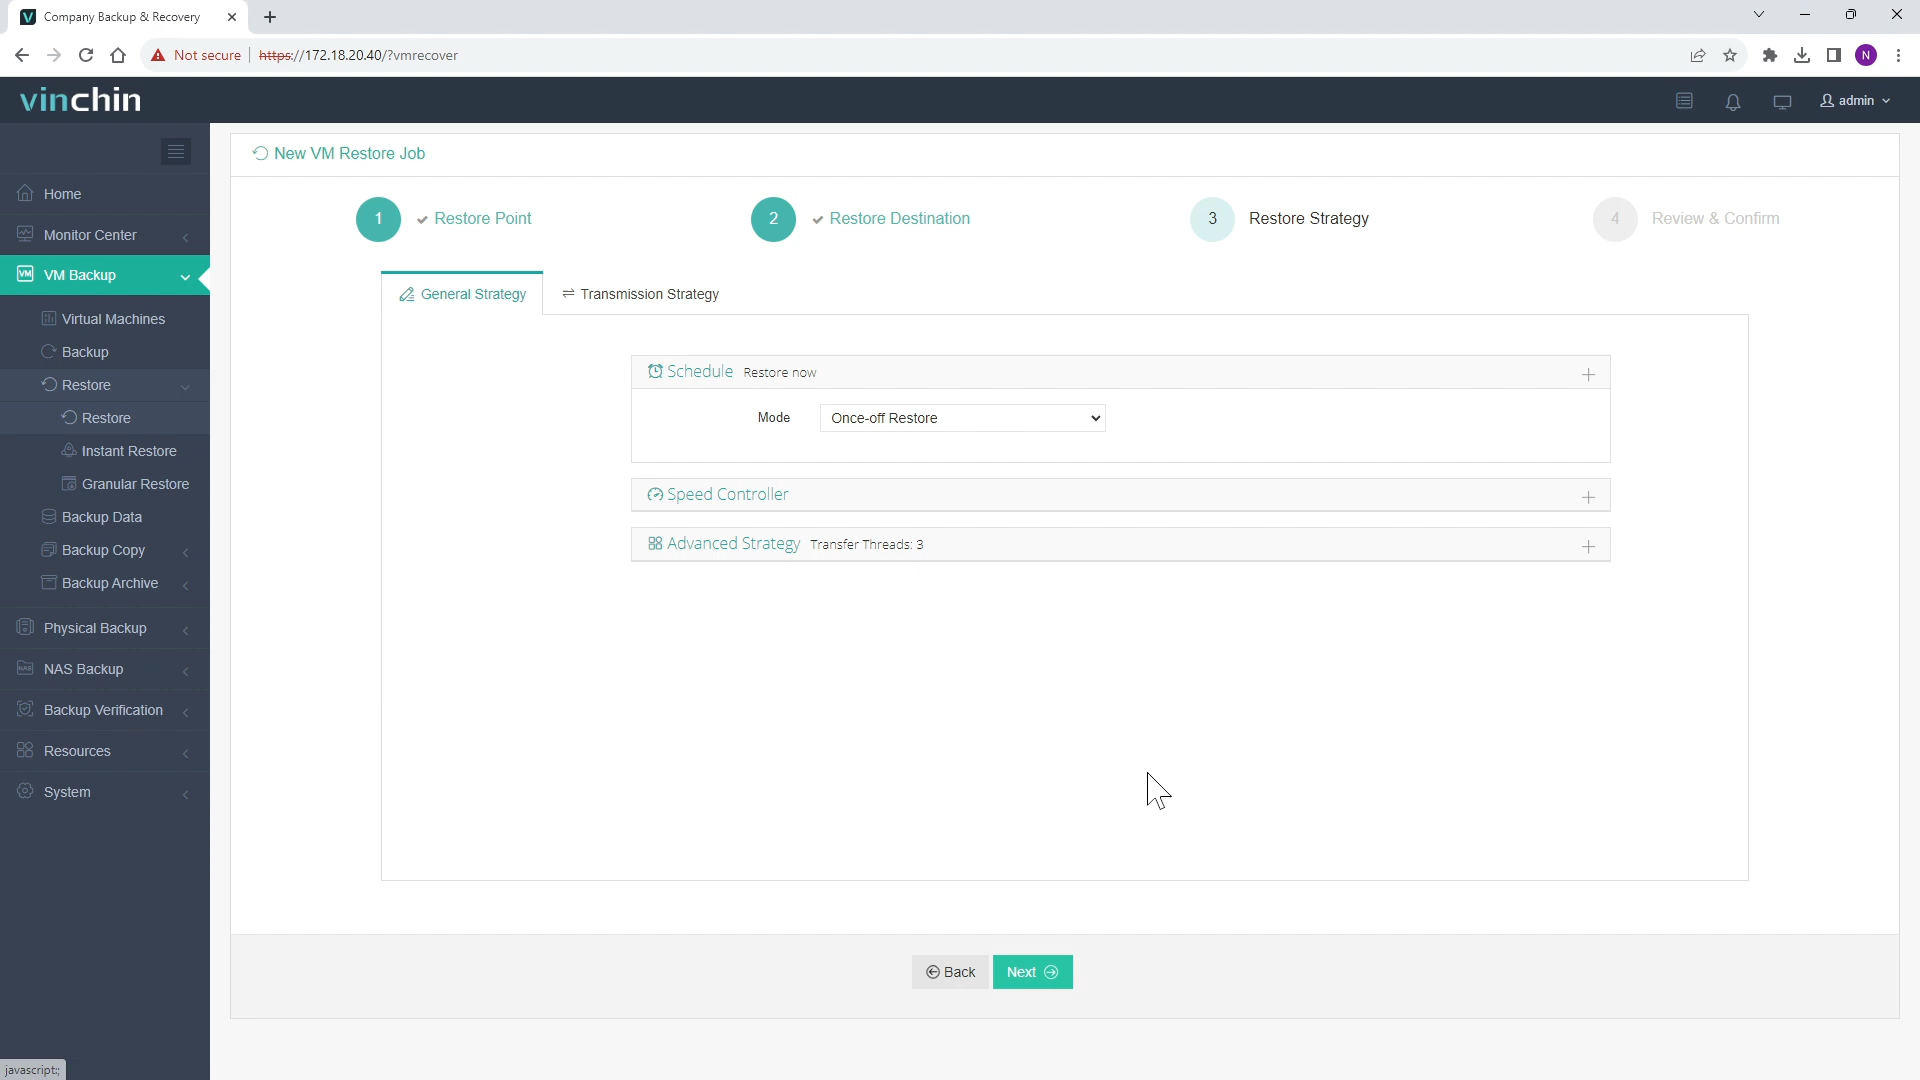 Company Backup & Recovery
Not secure
https://172.18.20.40/?vmrecover
N
vinchin
admin
New VM Restore Job
Home
Monitor Center
VM Backup
Virtual Machines
Backup
Restore
Restore
Instant Restore
Granular Restore
Backup Data
Backup Copy
Backup Archive
Physical Backup
NAS Backup
Backup Verification
Resources
System
1 Restore Point
2 Restore Destination
3 Restore Strategy
4 Review & Confirm
General Strategy
Transmission Strategy
Schedule Restore now
Mode Once-off Restore
Speed Controller
Advanced Strategy Transfer Threads: 3
Back
Next
javascript:;